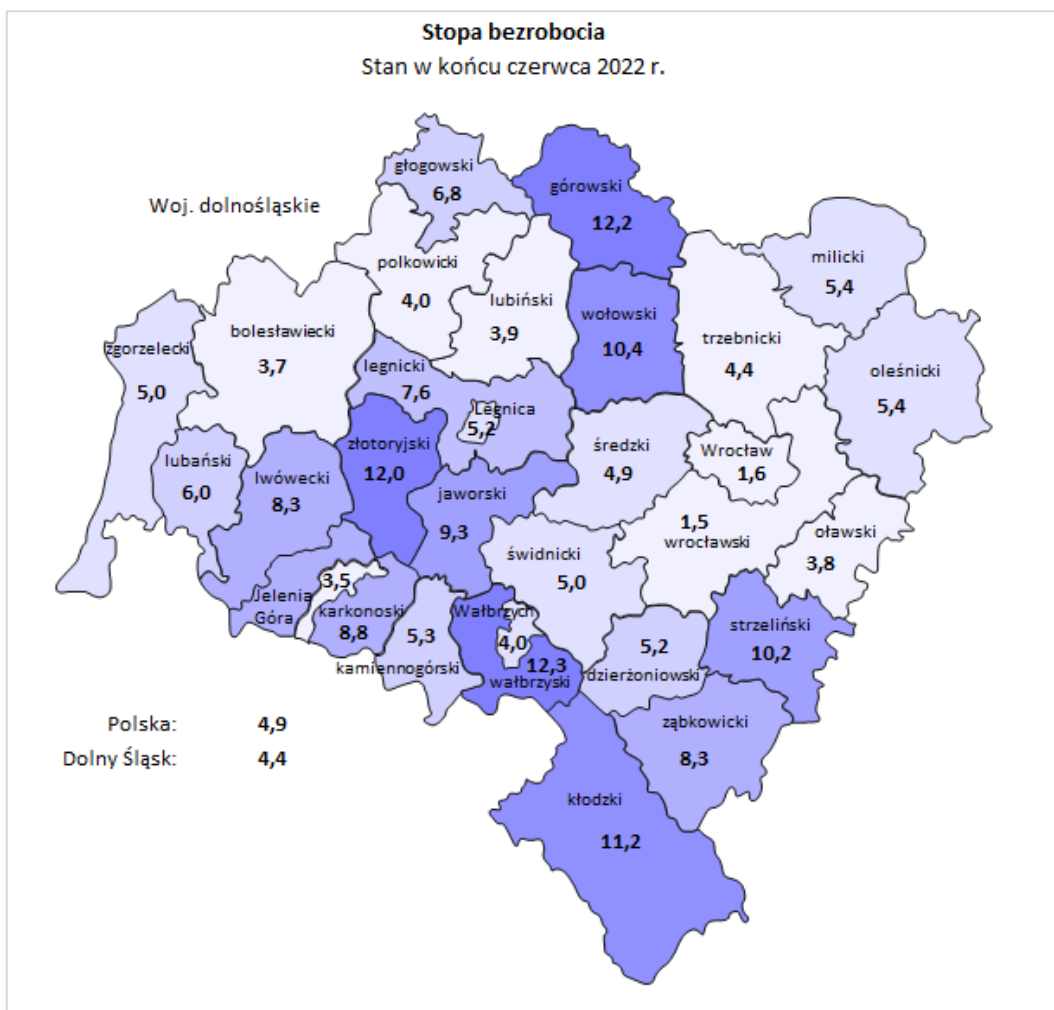 Stopa bezrobocia
Stan w końcu czerwca 2022 r.
Woj. dolnośląskie
głogowski
6,8
górowski
12,2
polkowicki
4,0
lubiński
3,9
wołowski
10,4
milicki
5,4
trzebnicki
4,4
oleśnicki
5,4
zgorzelecki
5,0
bolesławiecki
3,7
legnicki
7,6
Legnica
5,2
złotoryjski
12,0
lubański
6,0
lwówecki
8,3
jaworski
9,3
średzki
4,9
Wrocław
1,6
1,5
wrocławski
oławski
3,8
świdnicki
5,0
Jelenia
Góra
3,5
karkonoski
8,8
5,3
kamiennogórski
Wałbrzych
4,0
12,3
wałbrzyski
5,2
dzierżoniowski
strzeliński
10,2
ząbkowicki
8,3
kłodzki
11,2
Polska: 4,9
Dolny Śląsk: 4,4